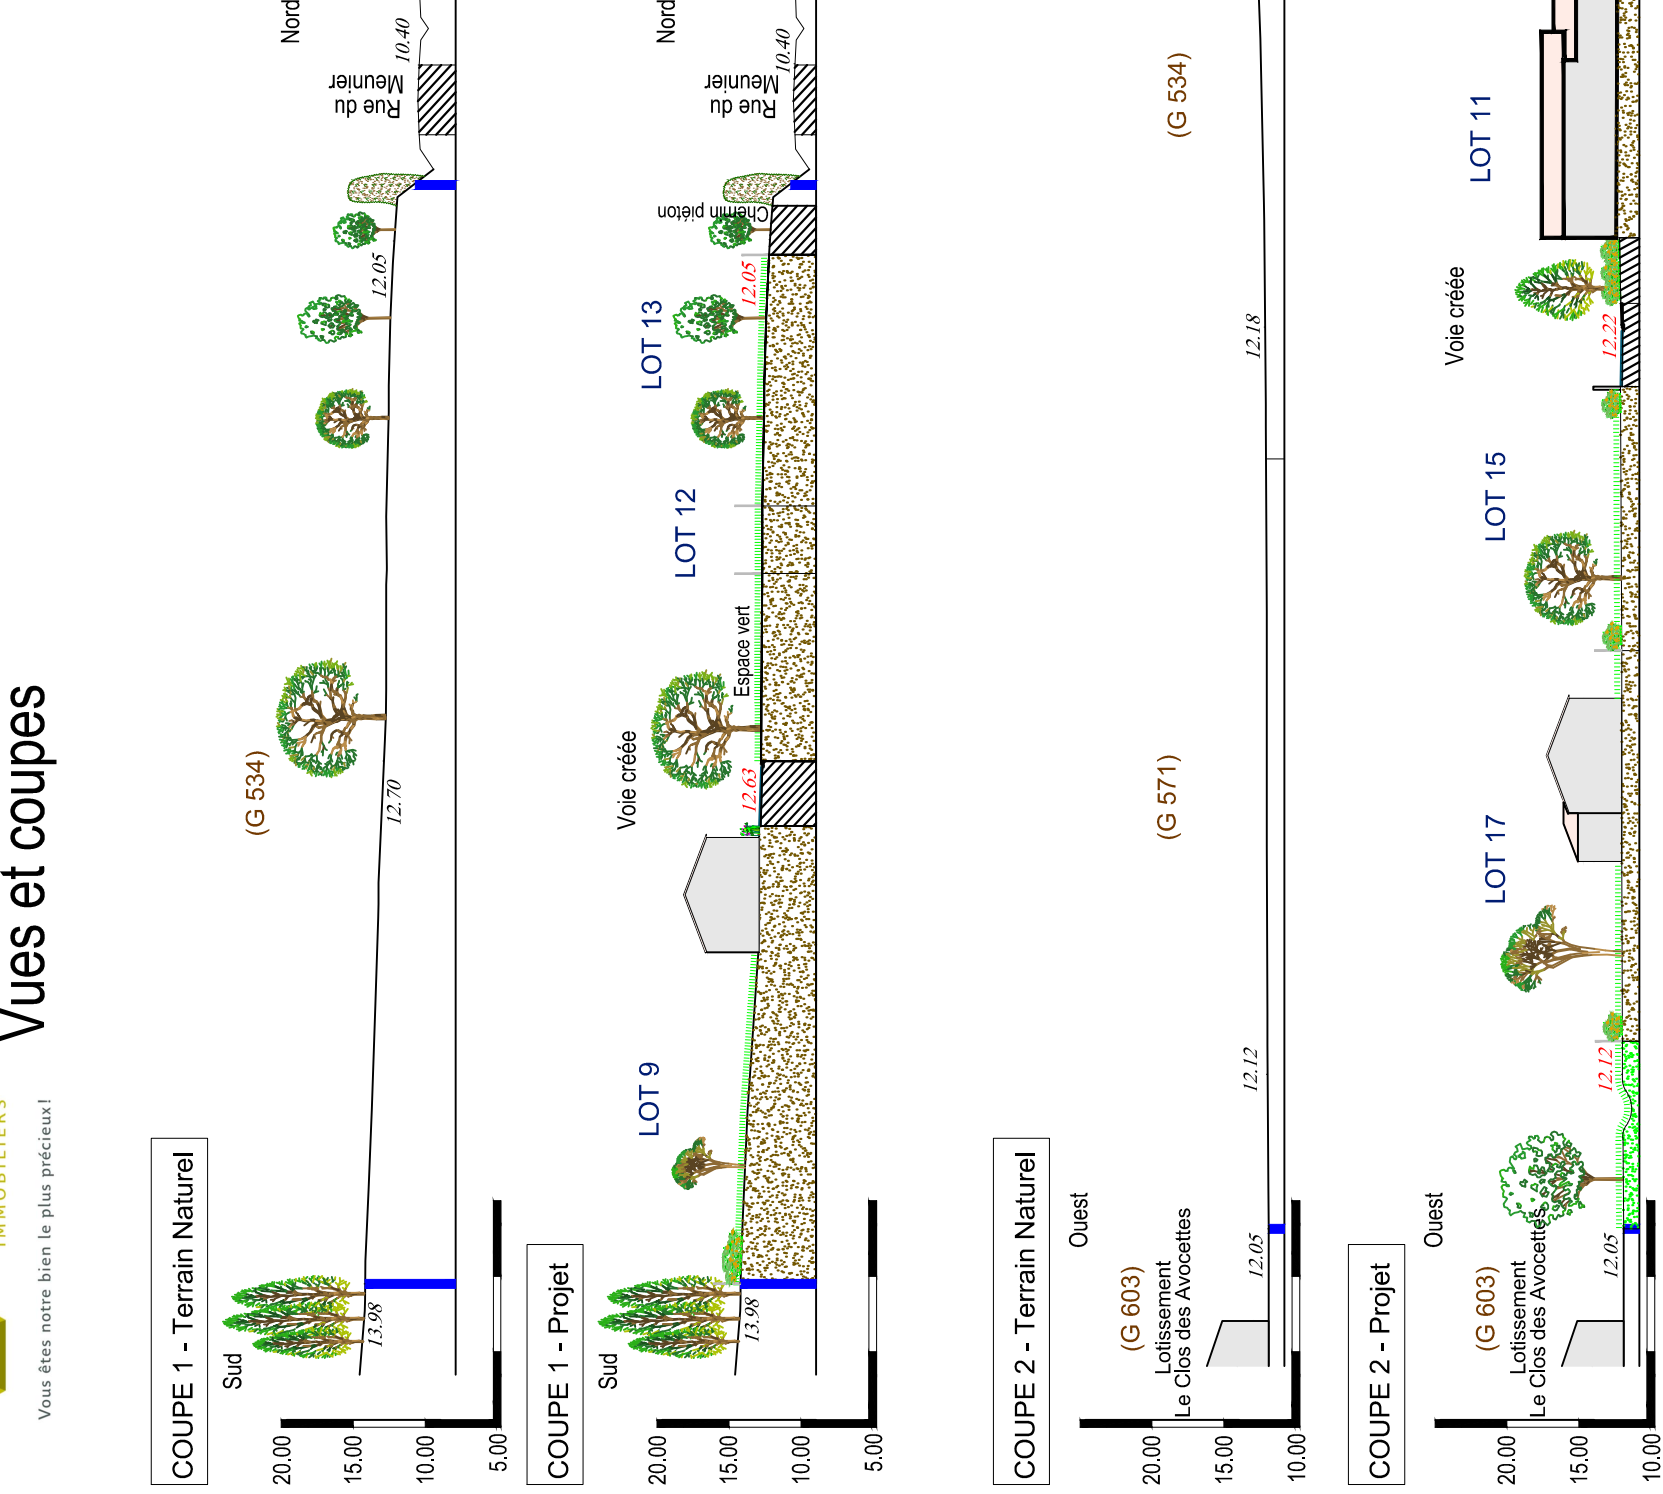 IMMOBILIERS
Vous êtes notre bien le plus précieux!
Vues et coupes
COUPE 1 - Terrain Naturel
Sud
(G 534)
Nord
Rue du
Meunier
13.98
12.70
12.05
10.40
20.00
15.00
10.00
5.00
COUPE 1 - Projet
Sud
LOT 9
Voie créée
Espace vert
LOT 12
LOT 13
Chemin piéton
Rue du
Meunier
Nord
13.98
12.63
12.05
10.40
20.00
15.00
10.00
5.00
COUPE 2 - Terrain Naturel
Ouest
(G 603)
Lotissement
Le Clos des Avocettes
(G 571)
(G 534)
12.05
12.12
12.18
20.00
15.00
10.00
COUPE 2 - Projet
Ouest
(G 603)
Lotissement
Le Clos des Avocettes
LOT 17
LOT 15
Voie créée
LOT 11
12.05
12.12
12.22
20.00
15.00
10.00